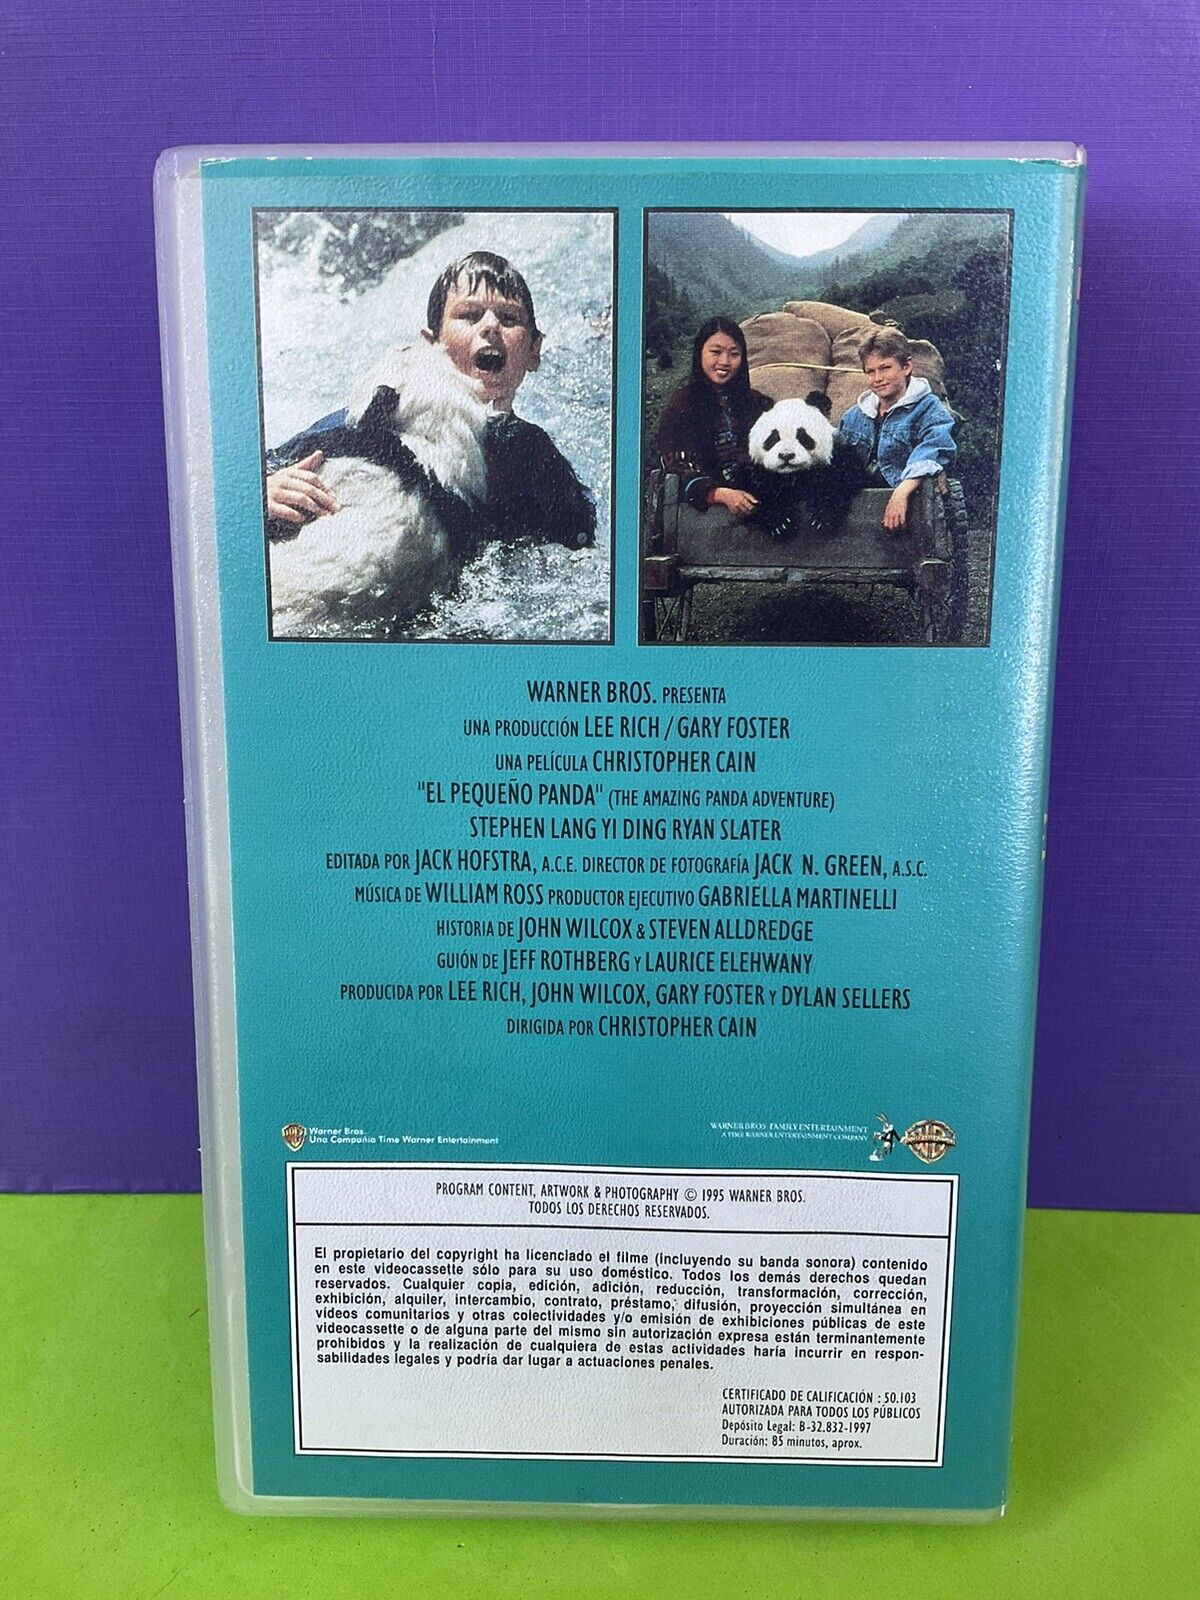 WARNER BROS. PRESENTA
UNA PRODUCCIÓN LEE RICH / GARY FOSTER
UNA PELÍCULA CHRISTOPHER CAIN
"EL PEQUEÑO PANDA" (THE AMAZING PANDA ADVENTURE)
STEPHEN LANG YI DING RYAN SLATER
EDITADA POR JACK HOFSTRA, A.C.E. DIRECTOR DE FOTOGRAFÍA JACK N. GREEN, A.S.C.
MÚSICA DE WILLIAM ROSS PRODUCTOR EJECUTIVO GABRIELLA MARTINELLI
HISTORIA DE JOHN WILCOX & STEVEN ALLDREDGE
GUIÓN DE JEFF ROTHBERG Y LAURICE ELEHWANY
PRODUCIDA POR LEE RICH, JOHN WILCOX, GARY FOSTER Y DYLAN SELLERS
DIRIGIDA POR CHRISTOPHER CAIN
Warner Bros.
Una Compañía Time Warner Entertainment
WARNER BROS. FAMILY ENTERTAINMENT
A TIME WARNER ENTERTAINMENT COMPANY
PROGRAM CONTENT, ARTWORK & PHOTOGRAPHY © 1995 WARNER BROS.
TODOS LOS DERECHOS RESERVADOS.
El propietario del copyright ha licenciado el filme (incluyendo su banda sonora) contenido
en este videocassette sólo para su uso doméstico. Todos los demás derechos quedan
reservados. Cualquier copia, edición, adición, reducción, transformación, corrección,
exhibición, alquiler, intercambio, contrato, préstamo, difusión, proyección simultánea en
vídeos comunitarios y otras colectividades y/o emisión de exhibiciones públicas de este
videocassette o de alguna parte del mismo sin autorización expresa están terminantemente
prohibidos y la realización de cualquiera de estas actividades haría incurrir en respon-
sabilidades legales y podría dar lugar a actuaciones penales.
CERTIFICADO DE CALIFICACIÓN : 50.103
AUTORIZADA PARA TODOS LOS PÚBLICOS
Depósito Legal: B-32.832-1997
Duración: 85 minutos, aprox.